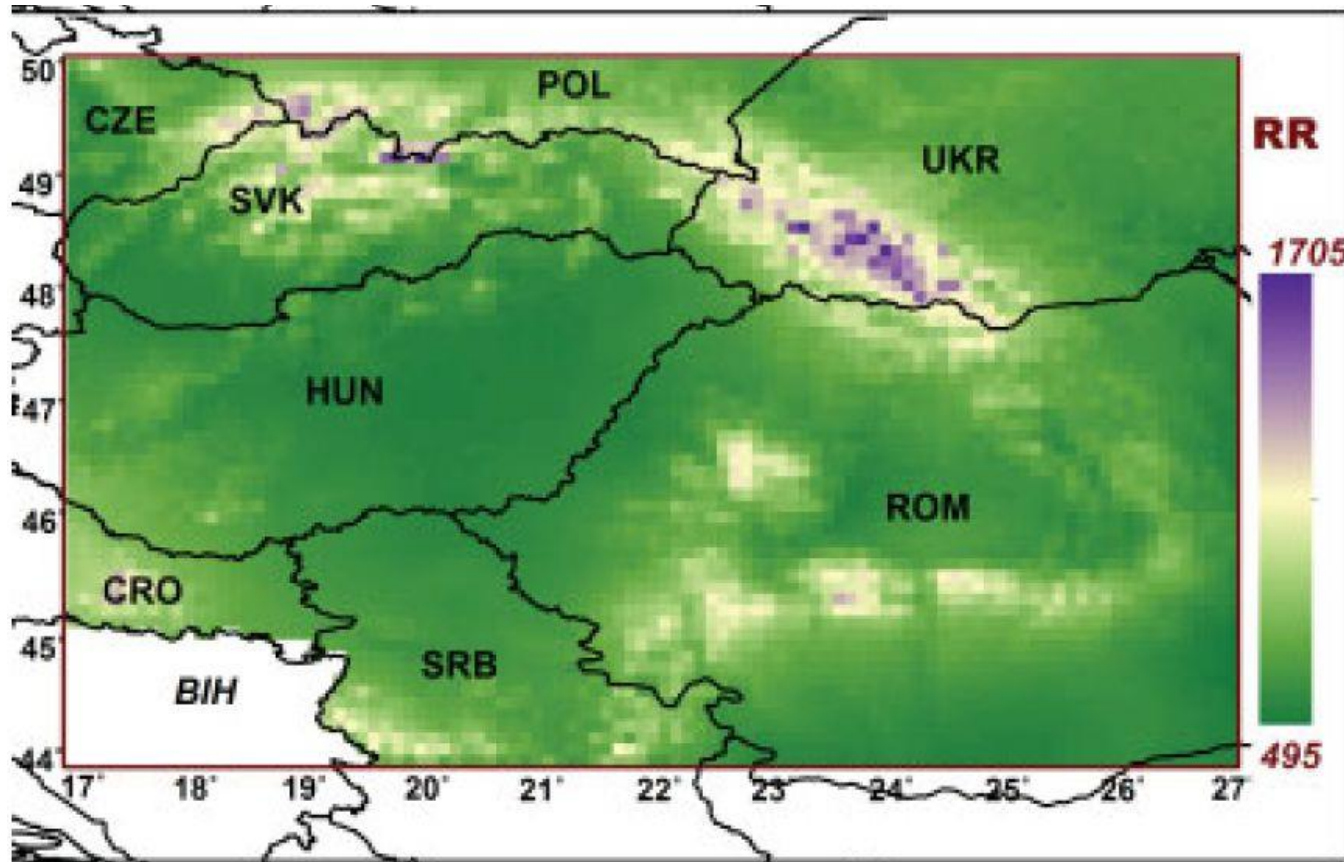 50˚
POL
CZE
RR
UKR
49˚
SVK
1705
48˚
HUN
47˚
46˚
ROM
CRO
45˚
SRB
BIH
44˚
495
17˚ 18˚ 19˚ 20˚ 21˚ 22˚ 23˚ 24˚ 25˚ 26˚ 27˚